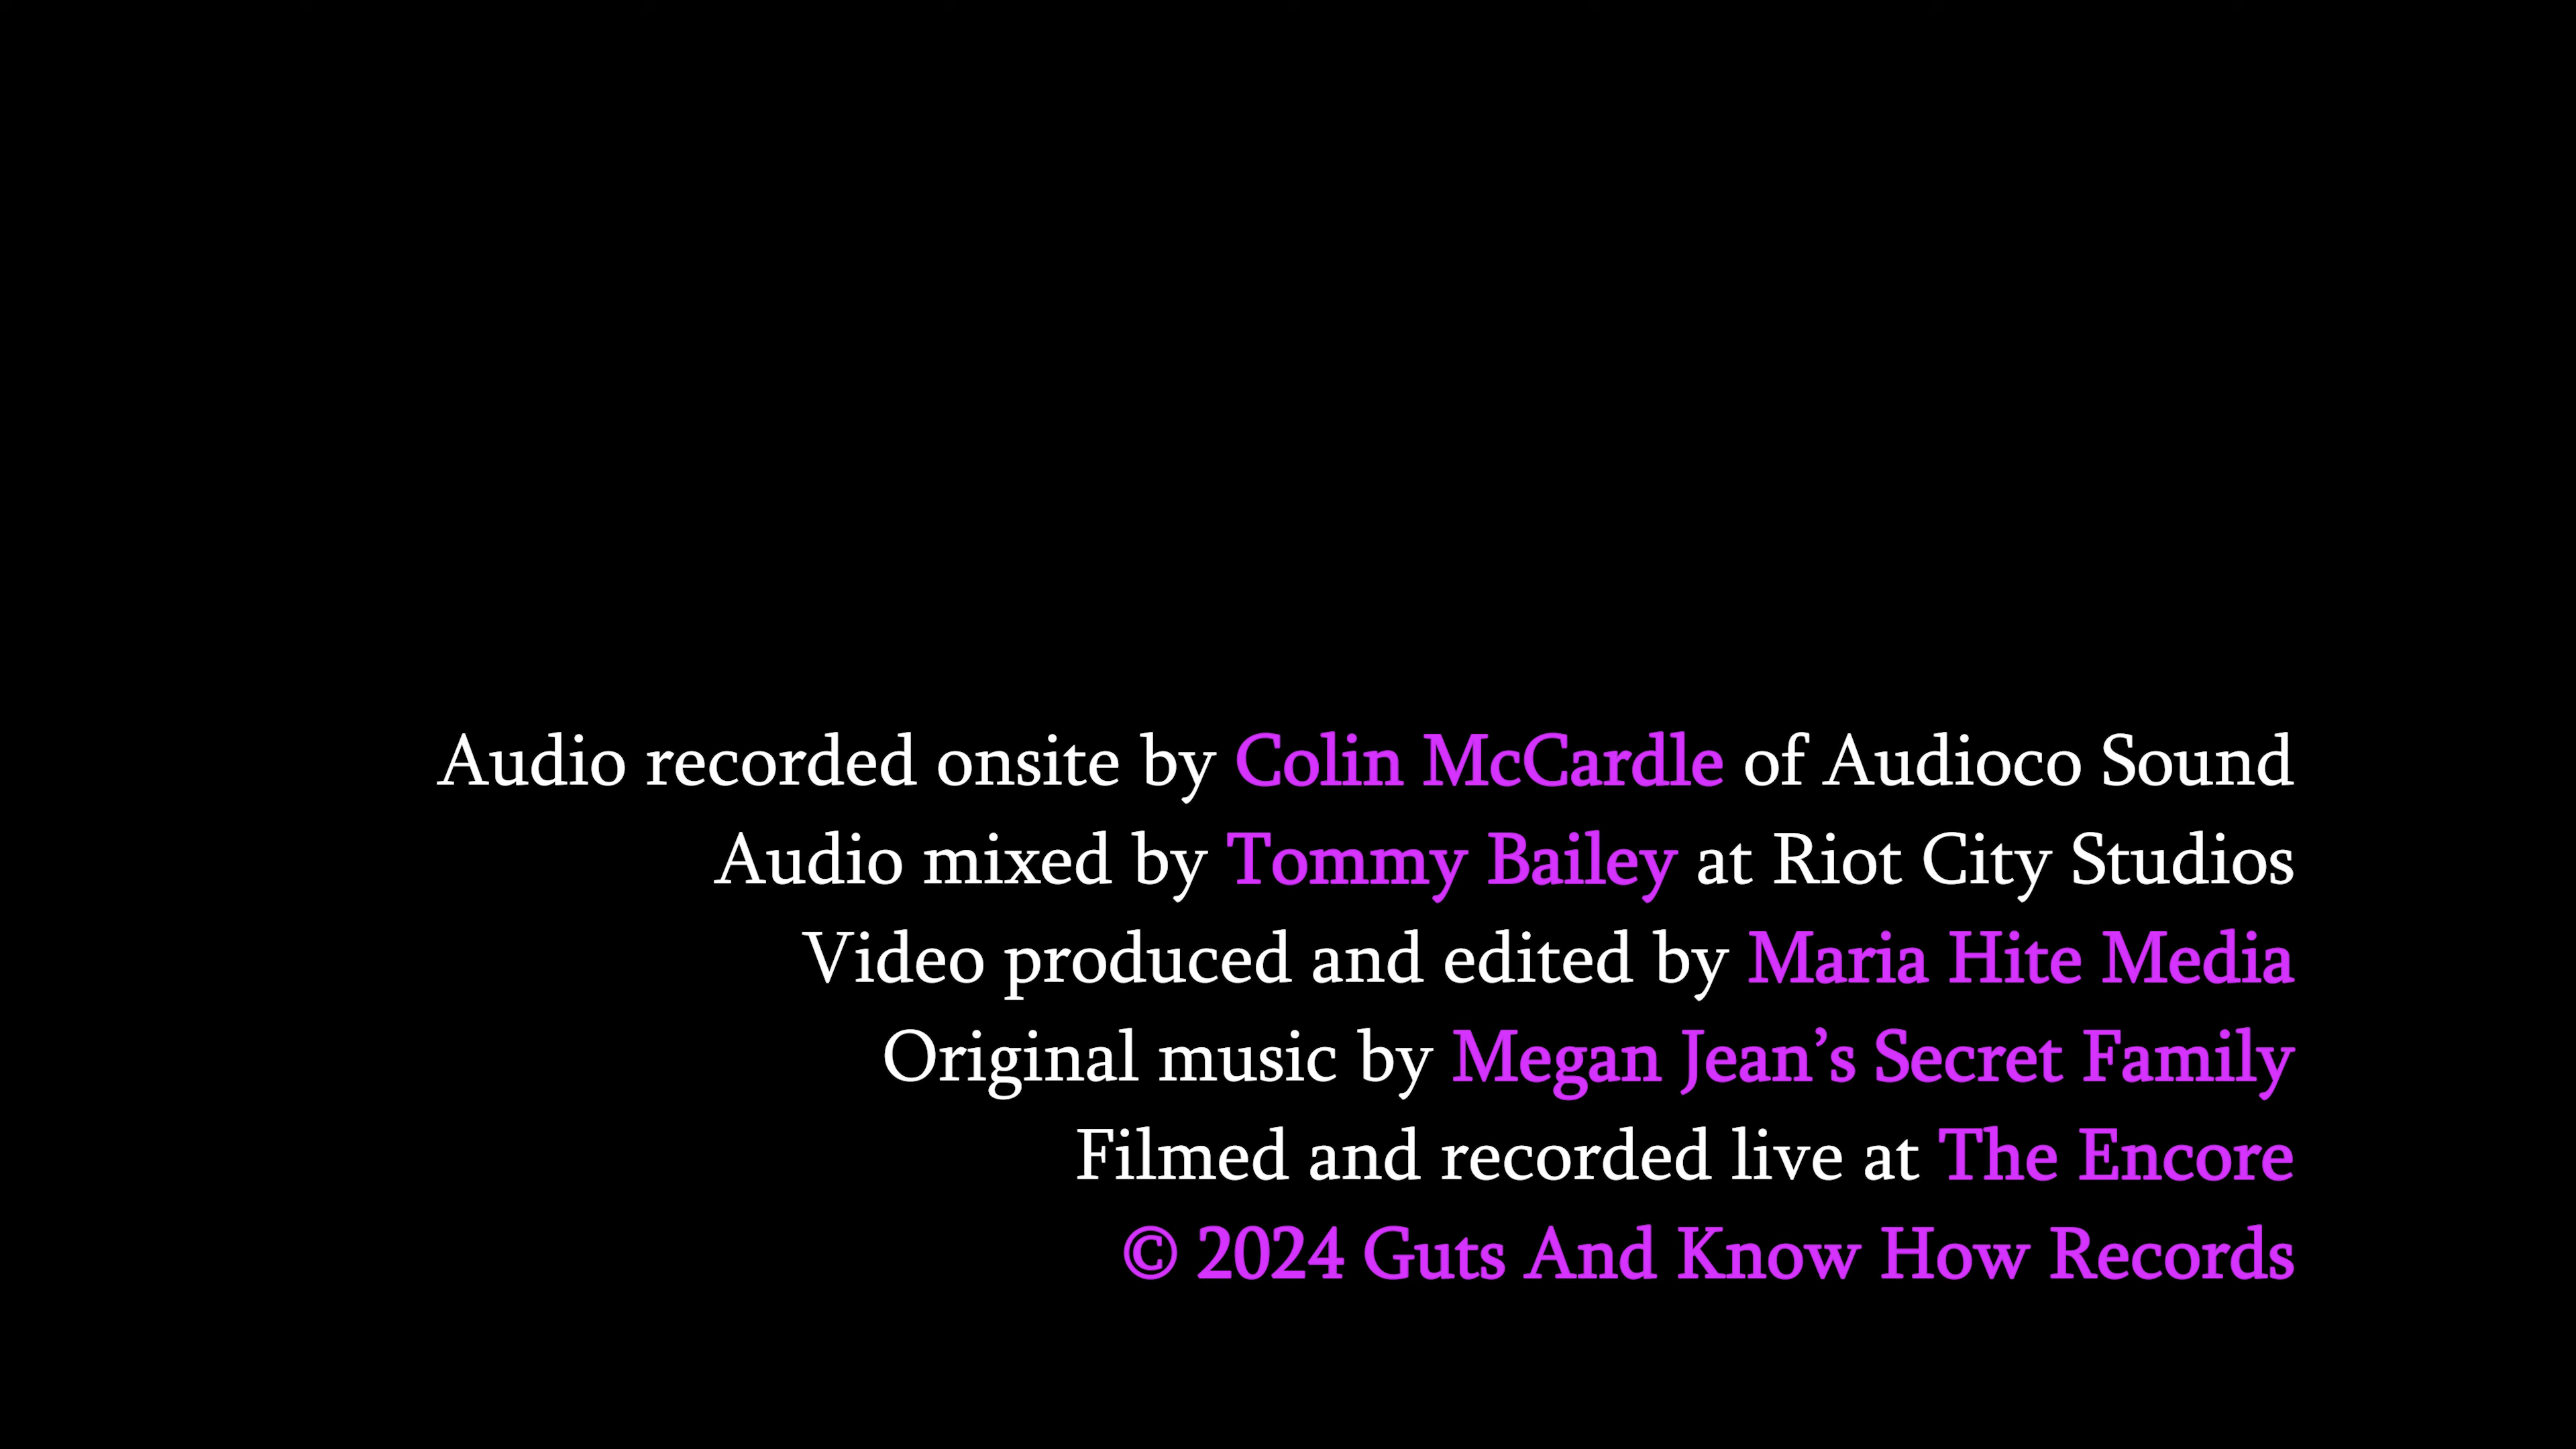 Audio recorded onsite by Colin McCardle of Audioco Sound
Audio mixed by Tommy Bailey at Riot City Studios
Video produced and edited by Maria Hite Media
Original music by Megan Jean’s Secret Family
Filmed and recorded live at The Encore
© 2024 Guts And Know How Records